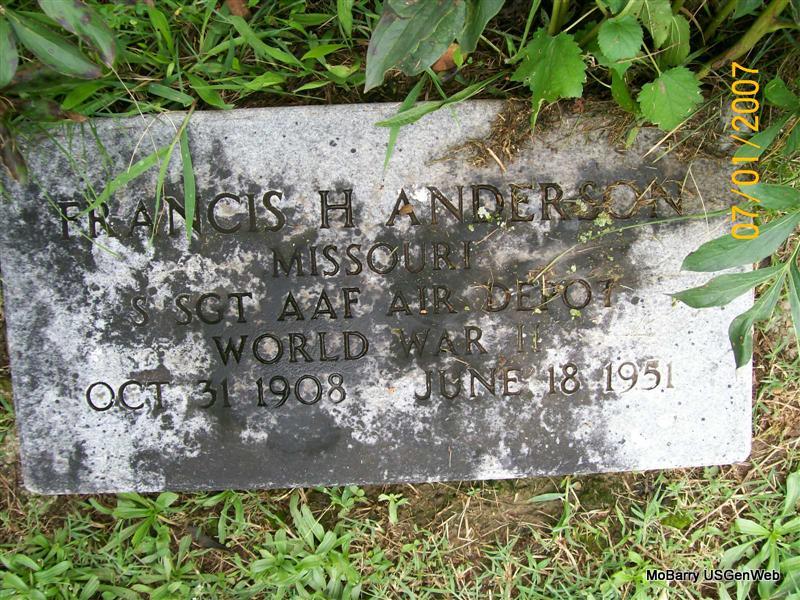 FRANCIS H ANDERSON
MISSOURI
S SGT AAF AIR DEPOT
WORLD WAR II
OCT 31 1908 JUNE 18 1951
07/01/2007
MoBarry USGenWeb